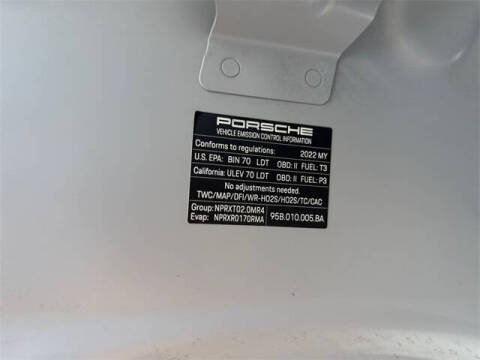 PORSCHE
VEHICLE EMISSION CONTROL INFORMATION
Conforms to regulations: 2022 MY
U.S. EPA: BIN 70 LDT OBD: II FUEL: T3
California: ULEV 70 LDT OBD: II FUEL: P3
No adjustments needed.
TWC/MAP/DFI/WR-HO2S/HO2S/TC/CAC
Group: NPRXT02.0MR4
Evap: NPRXR0170RMA 95B.010.005.BA